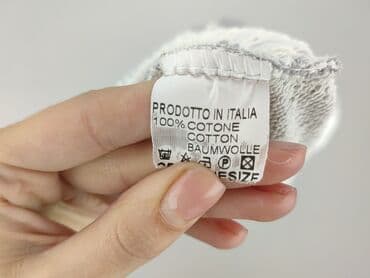 PRODOTTO IN ITALIA
100% COTONE
COTTON
BAUMWOLLE